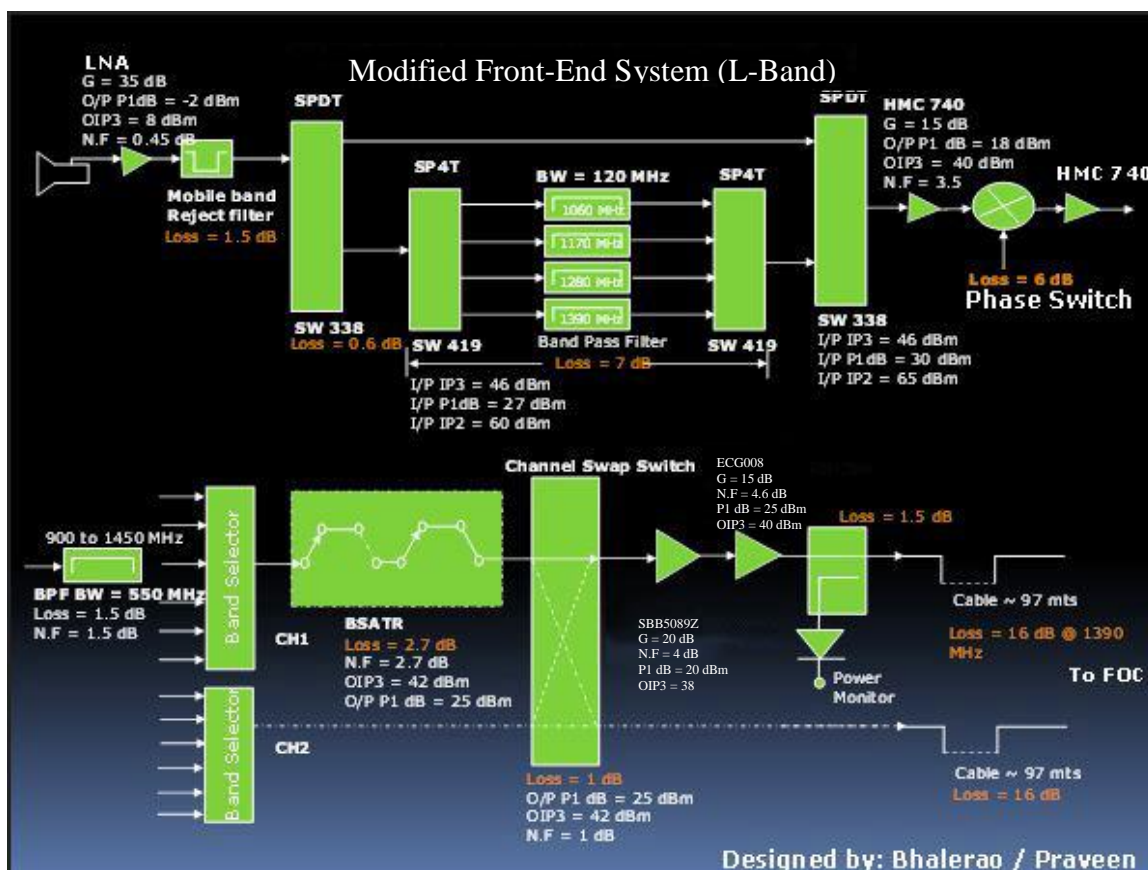 Modified Front-End System (L-Band)
LNA
G = 35 dB
O/P P1dB = -2 dBm
OIP3 = 8 dBm
N.F = 0.45 dB
Mobile band
Reject filter
Loss = 1.5 dB
SPDT
SW 338
Loss = 0.6 dB
SP4T
SW 419
BW = 120 MHz
1060 MHz
1170 MHz
1280 MHz
1390 MHz
Band Pass Filter
Loss = 7 dB
SP4T
SW 419
I/P IP3 = 46 dBm
I/P P1dB = 27 dBm
I/P IP2 = 60 dBm
SPDT
SW 338
I/P IP3 = 46 dBm
I/P P1dB = 30 dBm
I/P IP2 = 65 dBm
HMC 740
G = 15 dB
O/P P1 dB = 18 dBm
OIP3 = 40 dBm
N.F = 3.5
HMC 740
Loss = 6 dB
Phase Switch
900 to 1450 MHz
BPF BW = 550 MHz
Loss = 1.5 dB
N.F = 1.5 dB
Band Selector
CH1
BSATR
Loss = 2.7 dB
N.F = 2.7 dB
OIP3 = 42 dBm
O/P P1 dB = 25 dBm
Band Selector
CH2
Channel Swap Switch
Loss = 1 dB
O/P P1 dB = 25 dBm
OIP3 = 42 dBm
N.F = 1 dB
SBB5089Z
G = 20 dB
N.F = 4 dB
P1 dB = 20 dBm
OIP3 = 38
ECG008
G = 15 dB
N.F = 4.6 dB
P1 dB = 25 dBm
OIP3 = 40 dBm
Loss = 1.5 dB
Power
Monitor
Cable ~ 97 mts
Loss = 16 dB @ 1390
MHz
To FOC
Cable ~ 97 mts
Loss = 16 dB
Designed by: Bhalerao / Praveen